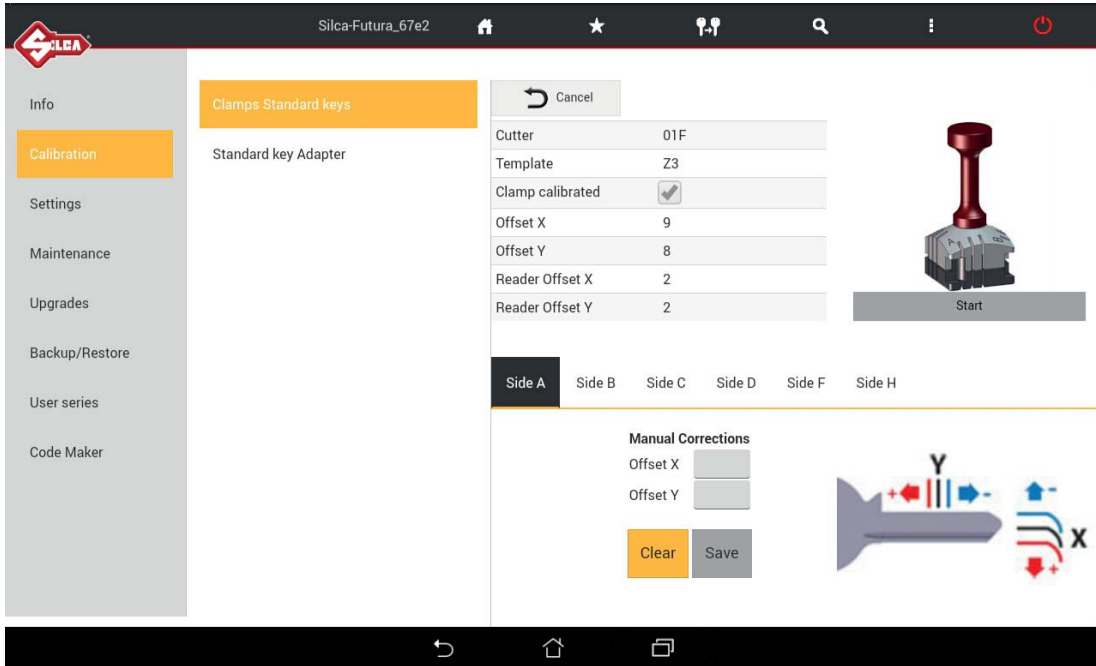 Silca-Futura_67e2
SILCA
Info
Calibration
Settings
Maintenance
Upgrades
Backup/Restore
User series
Code Maker
Clamps Standard keys
Standard key Adapter
Cancel
Cutter 01F
Template Z3
Clamp calibrated
Offset X 9
Offset Y 8
Reader Offset X 2
Reader Offset Y 2
A B
Start
Side A Side B Side C Side D Side F Side H
Manual Corrections
Offset X
Offset Y
Clear Save
Y
+ -
-
X
+